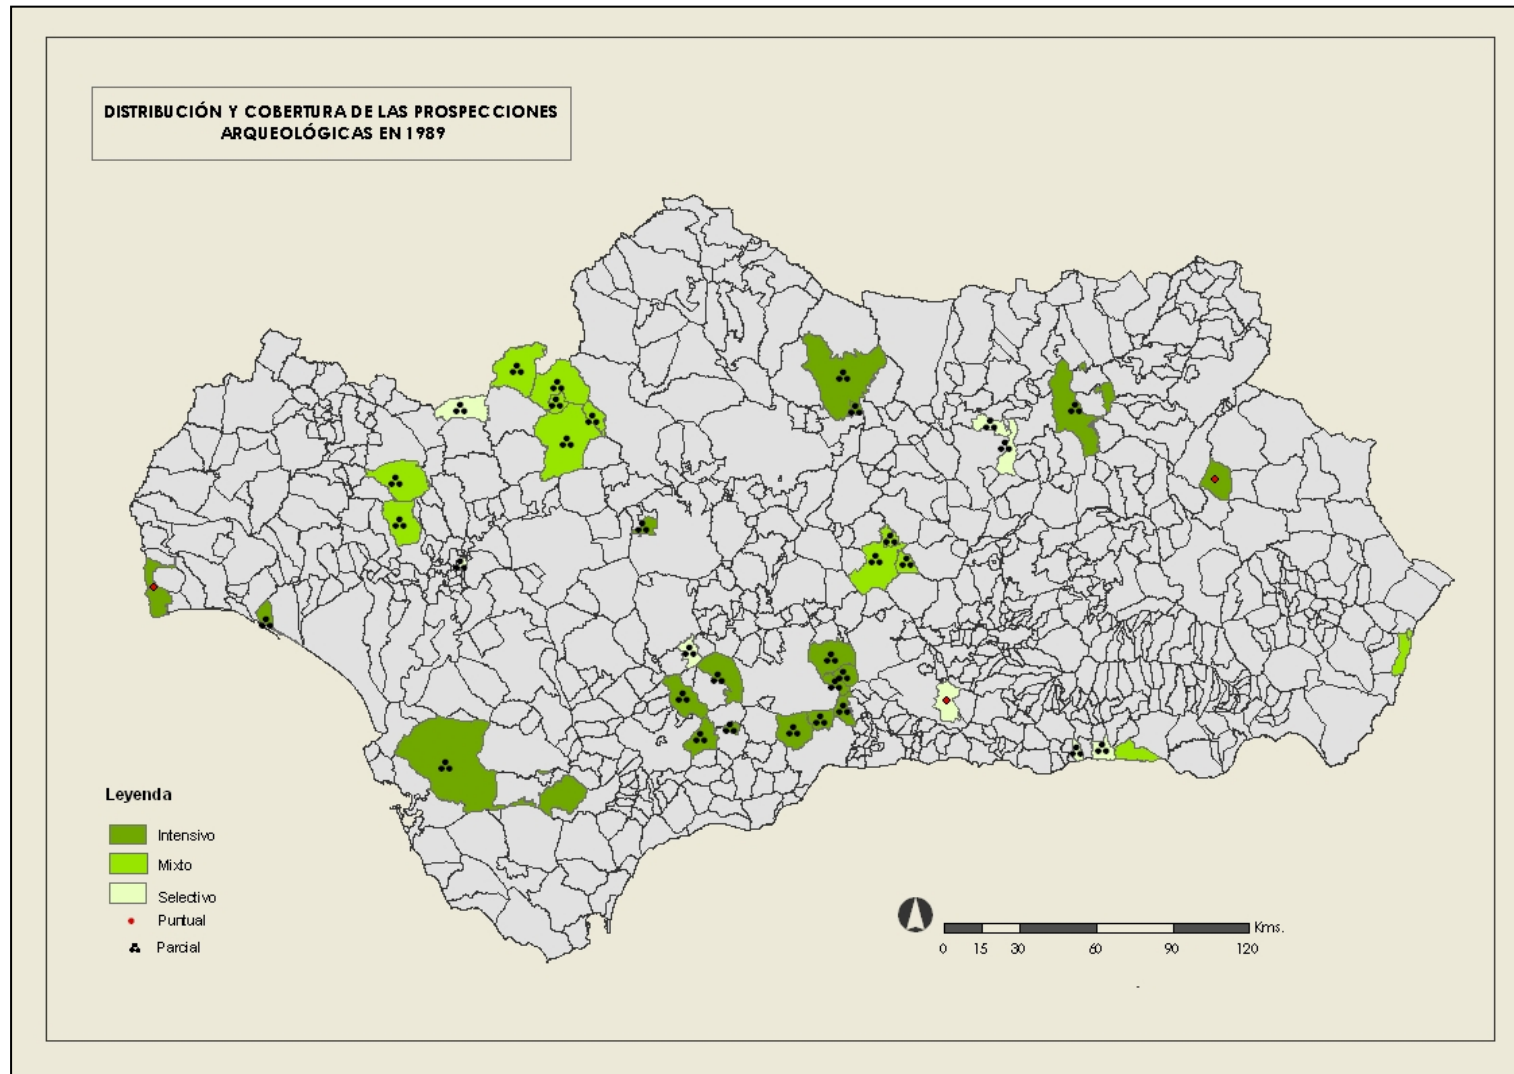 DISTRIBUCIÓN Y COBERTURA DE LAS PROSPECCIONES
ARQUEOLÓGICAS EN 1989
Leyenda
Intensivo
Mixto
Selectivo
Puntual
Parcial
Kms.
0 15 30 60 90 120